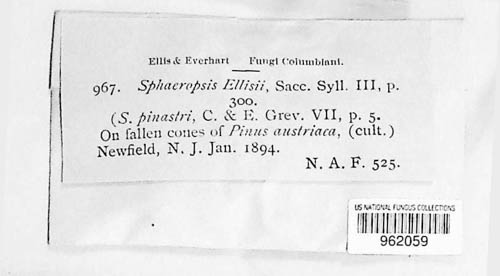 Ellis & Everhart Fungi Columbiani.
967. Sphaeropsis Ellisii, Sacc. Syll. III, p.
300.
(S. pinastri, C. & E. Grev. VII, p. 5.
On fallen cones of Pinus austriaca, (cult.)
Newfield, N. J. Jan. 1894.
N. A. F. 525.
US NATIONAL FUNGUS COLLECTIONS
962059